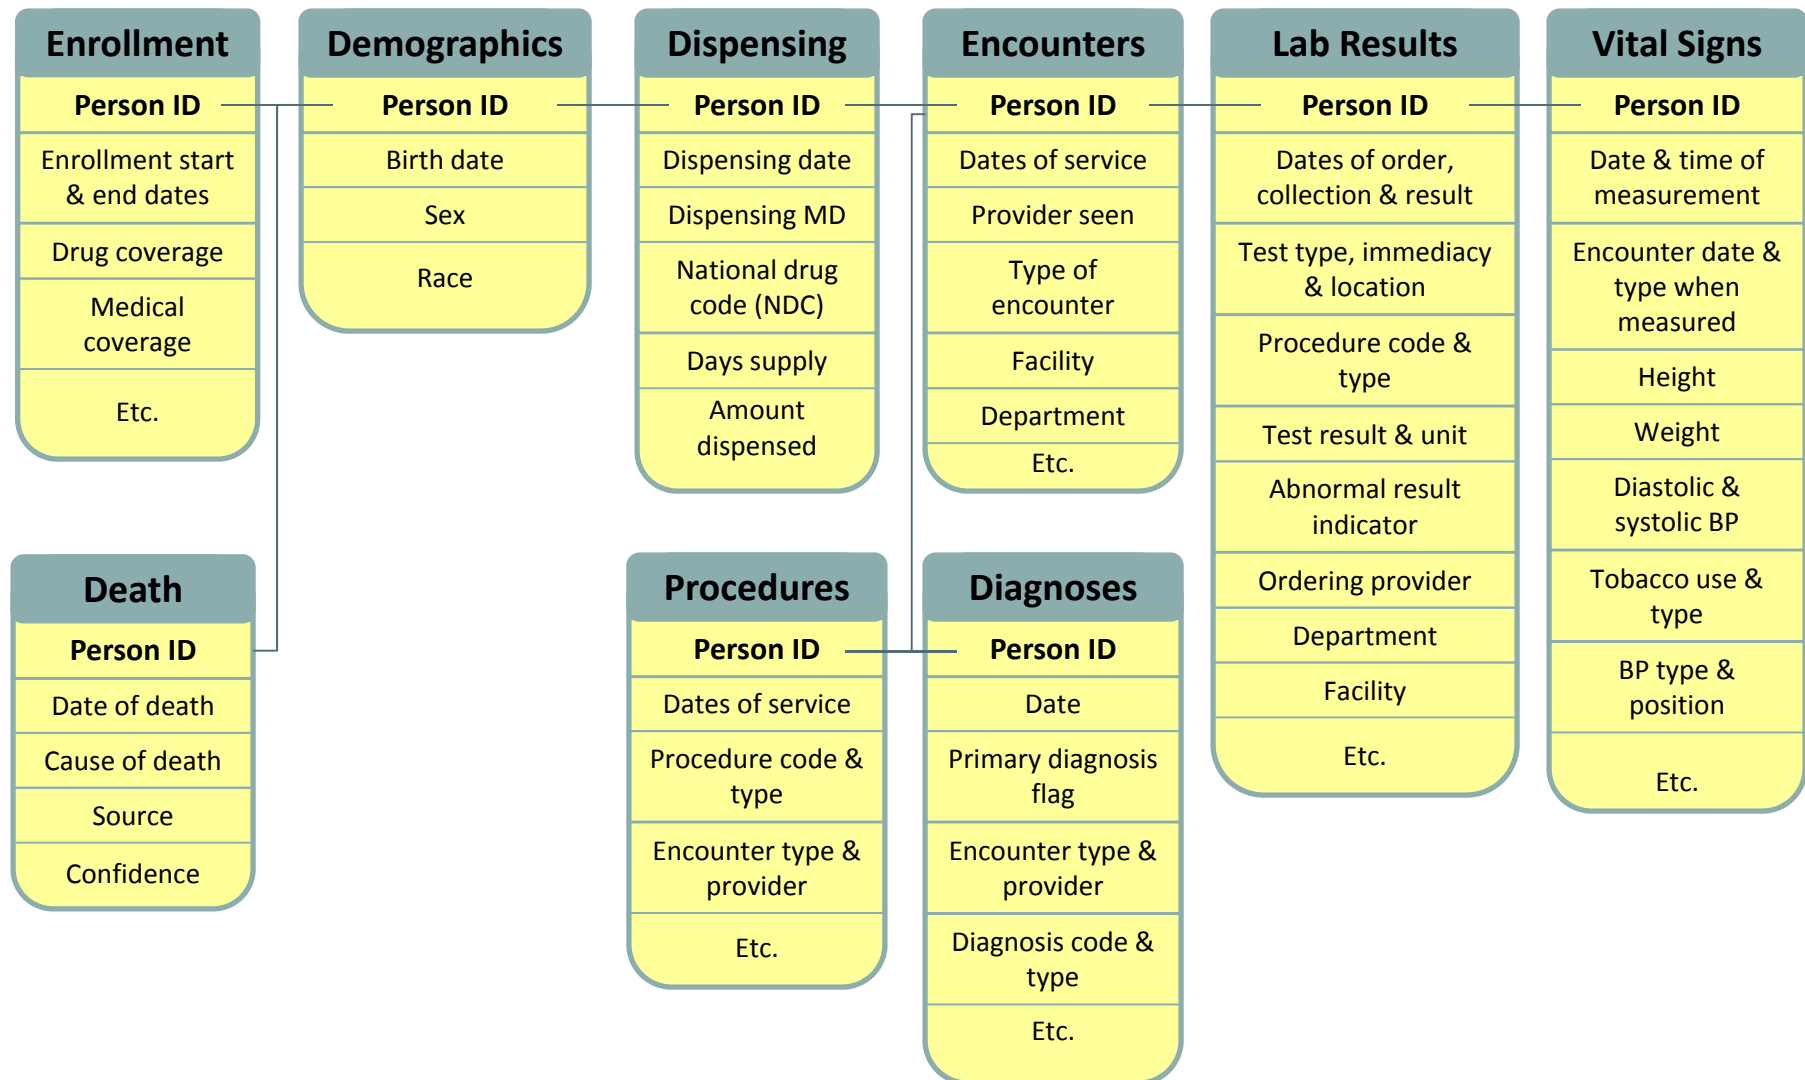 Enrollment
Person ID
Enrollment start
& end dates
Drug coverage
Medical
coverage
Etc.
Demographics
Person ID
Birth date
Sex
Race
Dispensing
Person ID
Dispensing date
Dispensing MD
National drug
code (NDC)
Days supply
Amount
dispensed
Encounters
Person ID
Dates of service
Provider seen
Type of
encounter
Facility
Department
Etc.
Lab Results
Person ID
Dates of order,
collection & result
Test type, immediacy
& location
Procedure code &
type
Test result & unit
Abnormal result
indicator
Ordering provider
Department
Facility
Etc.
Vital Signs
Person ID
Date & time of
measurement
Encounter date &
type when
measured
Height
Weight
Diastolic &
systolic BP
Tobacco use &
type
BP type &
position
Etc.
Death
Person ID
Date of death
Cause of death
Source
Confidence
Procedures
Person ID
Dates of service
Procedure code &
type
Encounter type &
provider
Etc.
Diagnoses
Person ID
Date
Primary diagnosis
flag
Encounter type &
provider
Diagnosis code &
type
Etc.